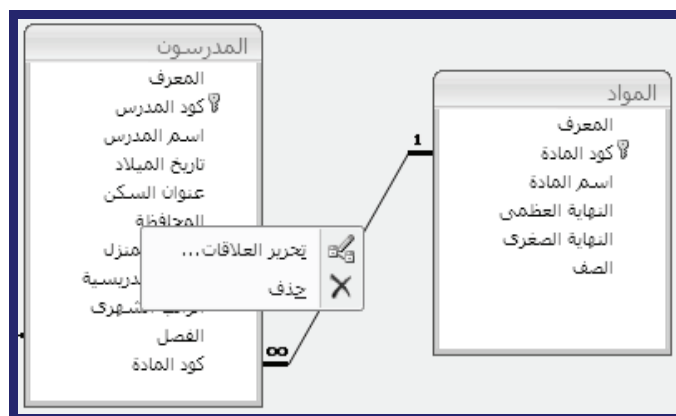 المواد
المعرف
كود المادة
اسم المادة
النهاية العظمى
النهاية الصغرى
الصف
1
∞
المدرسون
المعرف
كود المدرس
اسم المدرس
تاريخ الميلاد
عنوان السكن
المحافظة
الفصل
كود المادة
تحرير العلاقات...
حذف